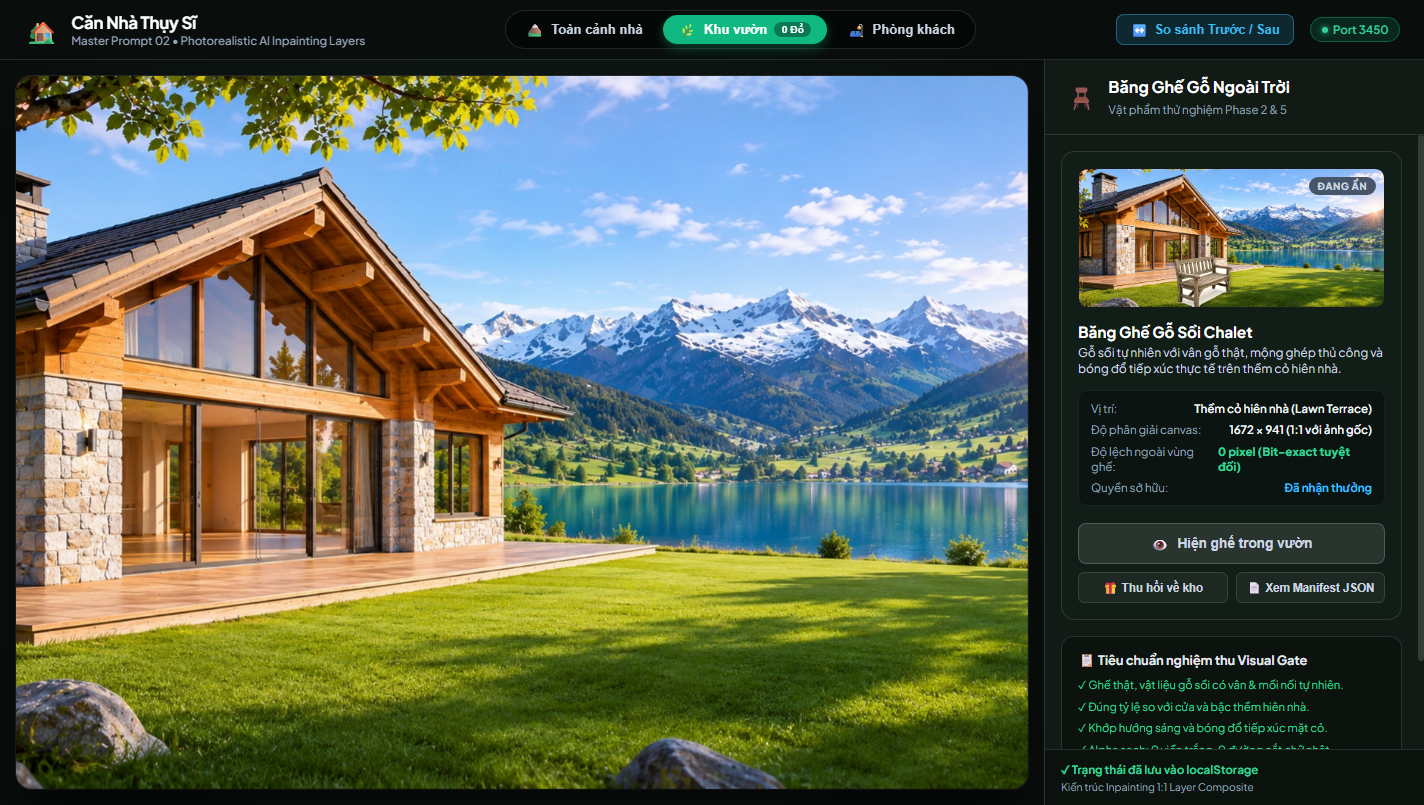 Căn Nhà Thụy Sĩ
Master Prompt 02 • Photorealistic AI Inpainting Layers
Toàn cảnh nhà
Khu vườn 0 Đồ
Phòng khách
So sánh Trước / Sau
Port 3450
Băng Ghế Gỗ Ngoài Trời
Vật phẩm thử nghiệm Phase 2 & 5
ĐANG ẨN
Băng Ghế Gỗ Sồi Chalet
Gỗ sồi tự nhiên với vân gỗ thật, mộng ghép thủ công và
bóng đổ tiếp xúc thực tế trên thềm cỏ hiên nhà.
Vị trí: Thềm cỏ hiên nhà (Lawn Terrace)
Độ phân giải canvas: 1672 × 941 (1:1 với ảnh gốc)
Độ lệch ngoài vùng ghế: 0 pixel (Bit-exact tuyệt đối)
Quyền sở hữu: Đã nhận thưởng
Hiện ghế trong vườn
Thu hồi về kho
Xem Manifest JSON
Tiêu chuẩn nghiệm thu Visual Gate
✓ Ghế thật, vật liệu gỗ sồi có vân & mối nối tự nhiên.
✓ Đúng tỷ lệ so với cửa và bậc thềm hiên nhà.
✓ Khớp hướng sáng và bóng đổ tiếp xúc mặt cỏ.
✓ Trạng thái đã lưu vào localStorage
Kiến trúc Inpainting 1:1 Layer Composite